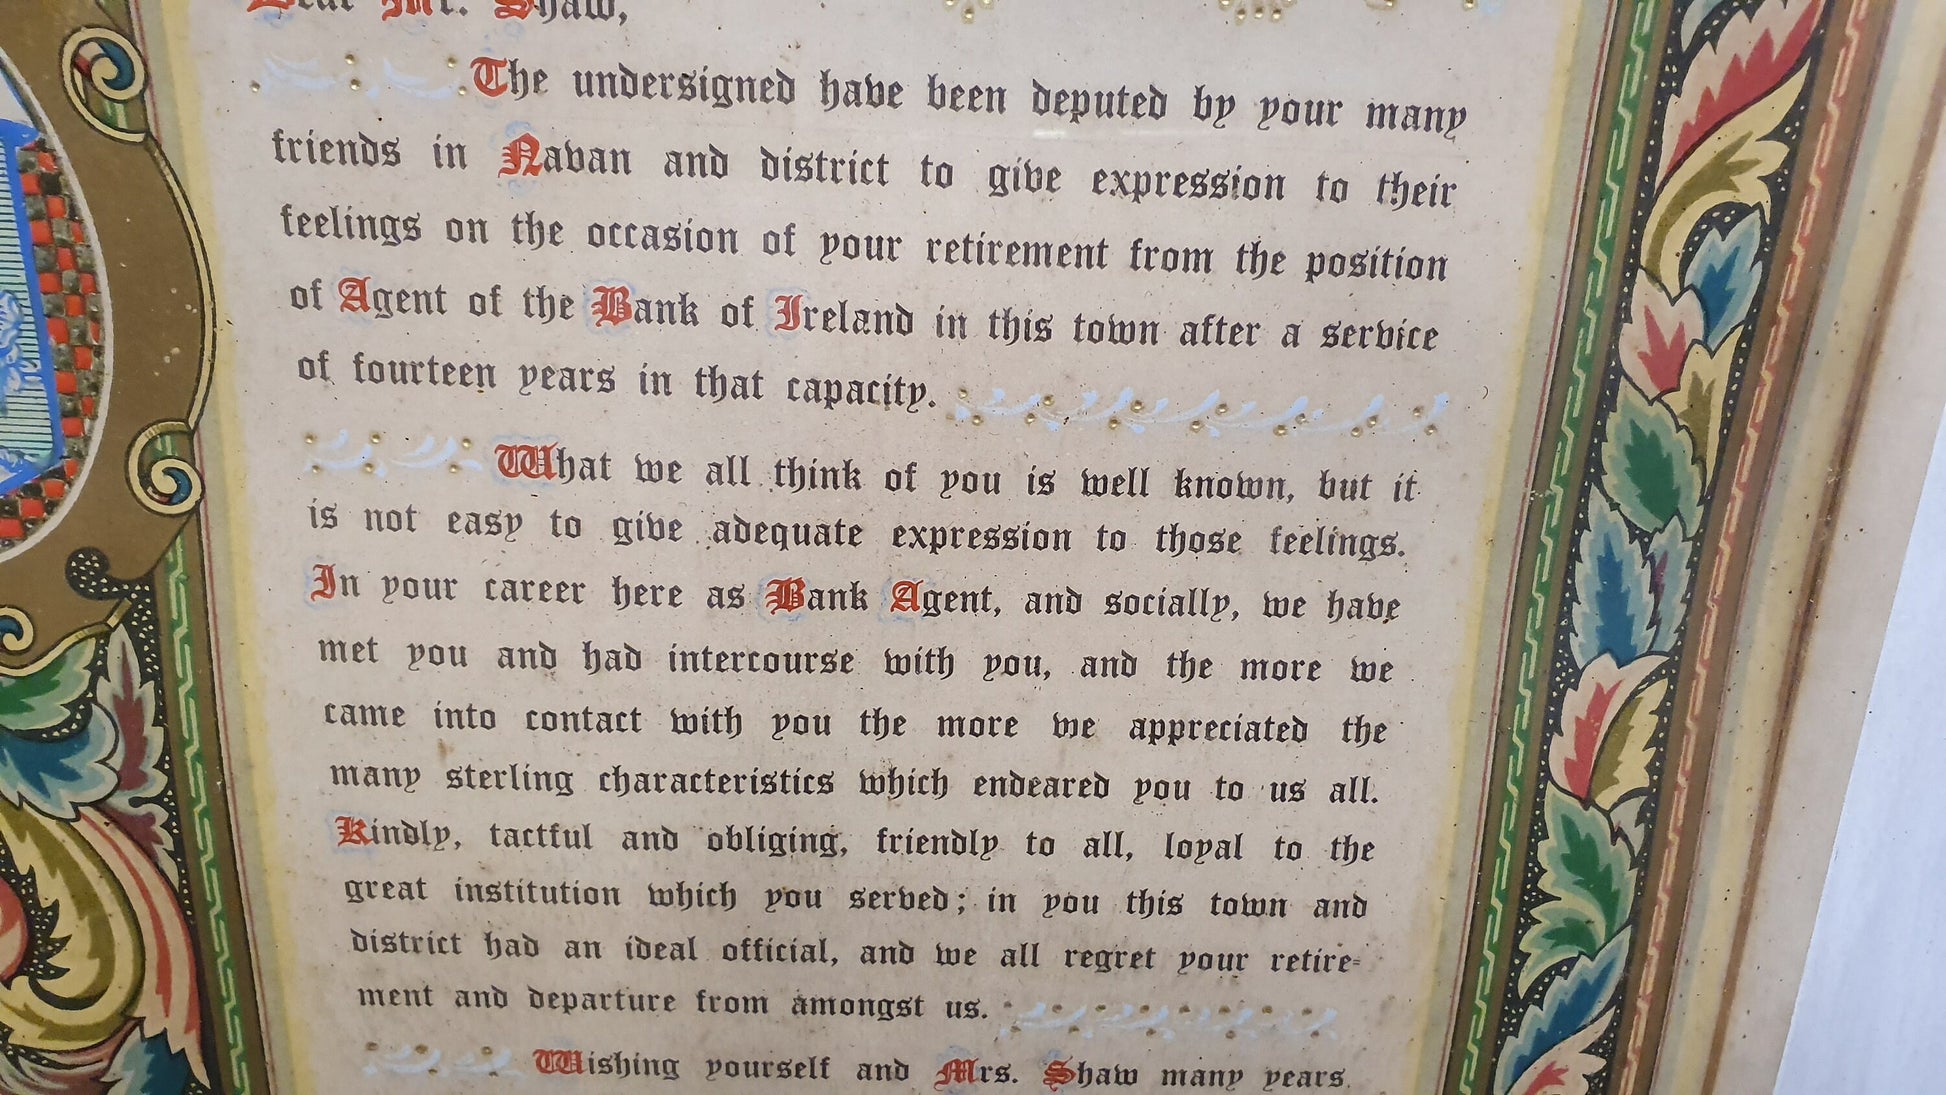 Dear Mr. Shaw,
The undersigned have been deputed by your many
friends in Navan and district to give expression to their
feelings on the occasion of your retirement from the position
of Agent of the Bank of Ireland in this town after a service
of fourteen years in that capacity.
What we all think of you is well known, but it
is not easy to give adequate expression to those feelings.
In your career here as Bank Agent, and socially, we have
met you and had intercourse with you, and the more we
came into contact with you the more we appreciated the
many sterling characteristics which endeared you to us all.
Kindly, tactful and obliging, friendly to all, loyal to the
great institution which you served; in you this town and
district had an ideal official, and we all regret your retire=
ment and departure from amongst us.
Wishing yourself and Mrs. Shaw many years